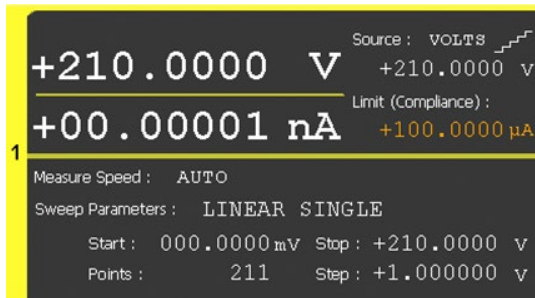 Source : VOLTS
+210.0000 V
+210.0000 V
Limit (Compliance) :
+00.00001 nA
+100.0000 µA
1
Measure Speed : AUTO
Sweep Parameters : LINEAR SINGLE
Start : 000.0000 mV Stop : +210.0000 V
Points : 211 Step : +1.000000 V